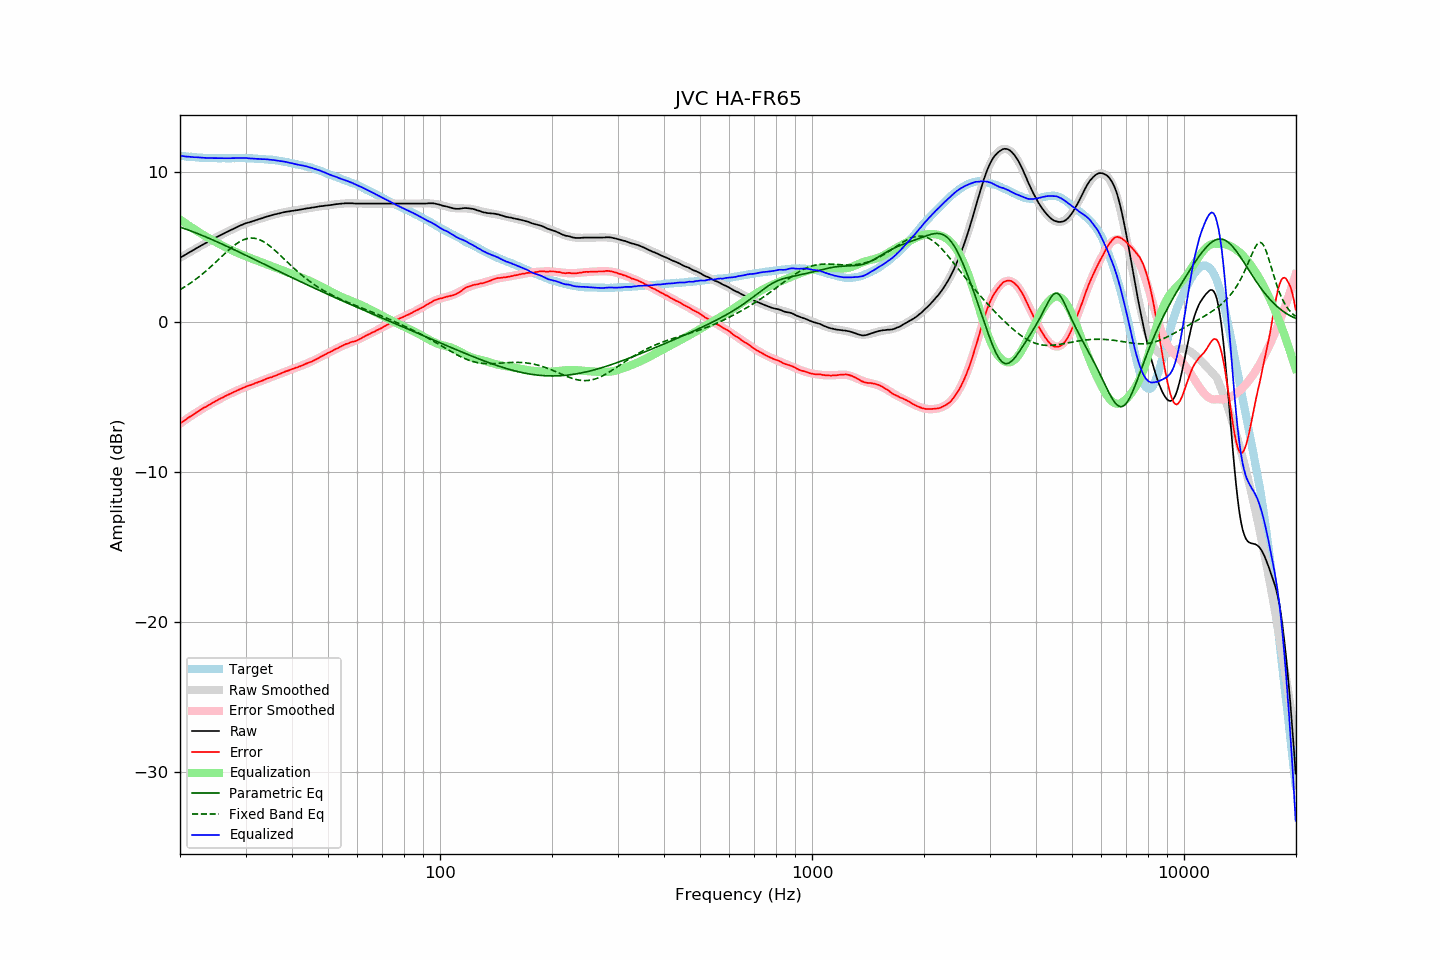 JVC HA-FR65
10
0
−10
−20
−30
Amplitude (dBr)
Target
Raw Smoothed
Error Smoothed
Raw
Error
Equalization
Parametric Eq
Fixed Band Eq
Equalized
100
1000
10000
Frequency (Hz)